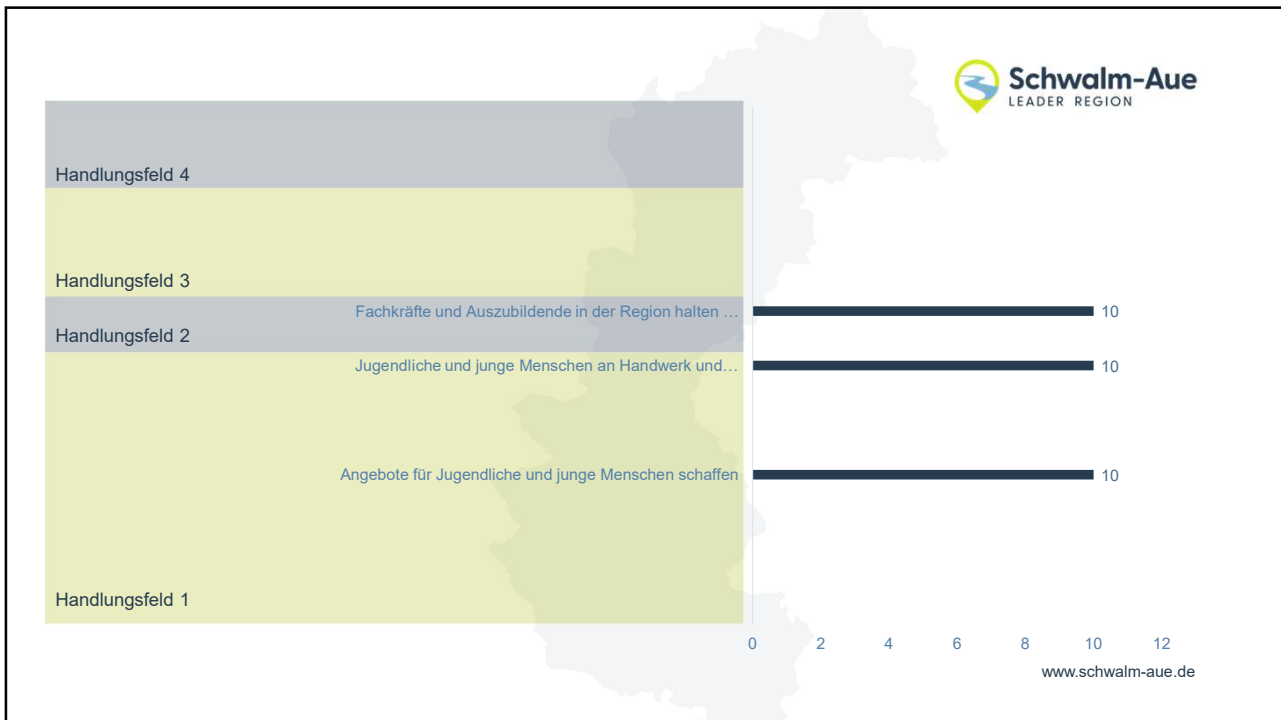 Schwalm-Aue
LEADER REGION
Handlungsfeld 4
Handlungsfeld 3
Fachkräfte und Auszubildende in der Region halten …
10
Handlungsfeld 2
Jugendliche und junge Menschen an Handwerk und…
10
Angebote für Jugendliche und junge Menschen schaffen
10
Handlungsfeld 1
0 2 4 6 8 10 12
www.schwalm-aue.de